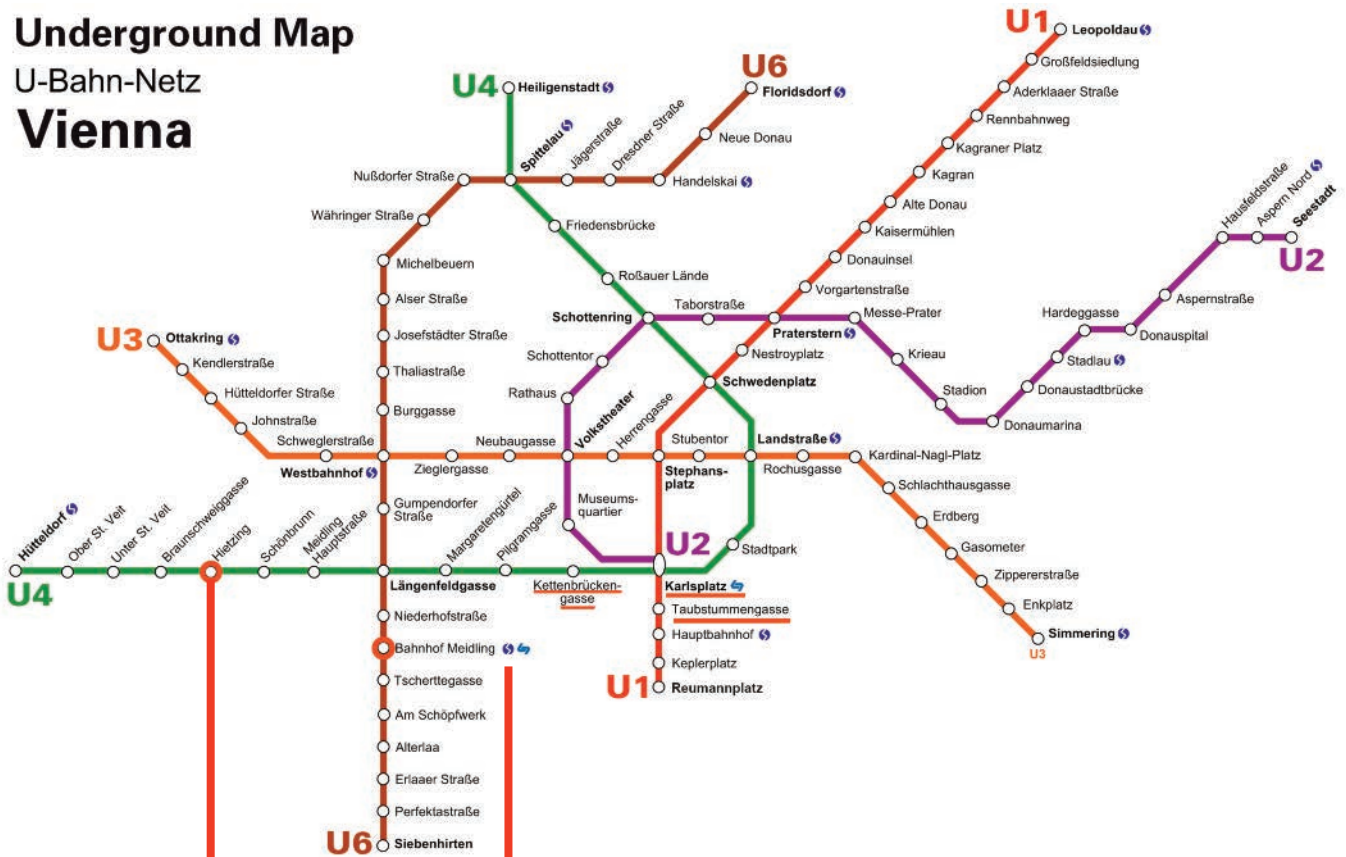 Underground Map
U-Bahn-Netz
Vienna
U1
Leopoldau
Großfeldsiedlung
Aderklaaer Straße
Rennbahnweg
Kagraner Platz
Kagran
Alte Donau
Kaisermühlen
Donauinsel
Vorgartenstraße
U4
Heiligenstadt
U6
Floridsdorf
Neue Donau
Handelskai
Dresdner Straße
Jägerstraße
Spittelau
Nußdorfer Straße
Währinger Straße
Michelbeuern
Alser Straße
Josefstädter Straße
Thaliastraße
Burggasse
Friedensbrücke
Roßauer Lände
Schottenring
Taborstraße
Praterstern
Messe-Prater
Nestroyplatz
Schwedenplatz
Krieau
Stadion
Donaumarina
Donaustadtbrücke
Stadlau
Hardeggasse
Donauspital
Aspernstraße
Hausfeldstraße
Aspern Nord
Seestadt
U2
Schottentor
Rathaus
Volkstheater
U3
Ottakring
Kendlerstraße
Hütteldorfer Straße
Johnstraße
Schweglerstraße
Westbahnhof
Zieglergasse
Neubaugasse
Herrengasse
Stubentor
Stephans-
platz
Landstraße
Rochusgasse
Kardinal-Nagl-Platz
Schlachthausgasse
Erdberg
Gasometer
Zippererstraße
Enkplatz
Simmering
U3
Gumpendorfer
Straße
Museums-
quartier
U2
Stadtpark
Hütteldorf
Ober St. Veit
Unter St. Veit
Braunschweiggasse
Hietzing
Schönbrunn
Meidling
Hauptstraße
Margaretengürtel
Pilgramgasse
U4
Längenfeldgasse
Kettenbrücken-
gasse
Karlsplatz
Taubstummengasse
Hauptbahnhof
Keplerplatz
U1
Reumannplatz
Niederhofstraße
Bahnhof Meidling
Tscherttegasse
Am Schöpfwerk
Alterlaa
Erlaaer Straße
Perfektastraße
U6
Siebenhirten